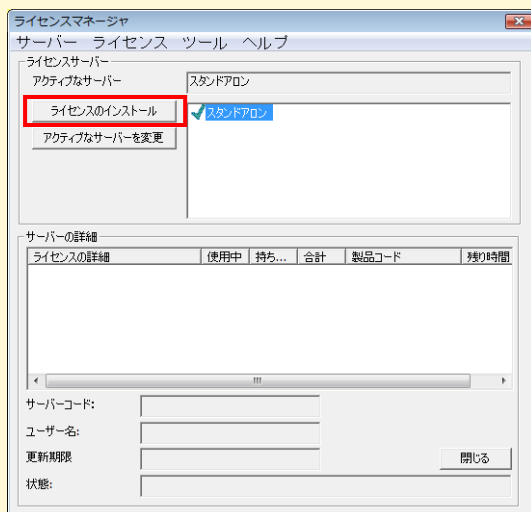 ライセンスマネージャ
サーバー ライセンス ツール ヘルプ
ライセンスサーバー
アクティブなサーバー スタンドアロン
ライセンスのインストール スタンドアロン
アクティブなサーバーを変更
サーバーの詳細
ライセンスの詳細 使用中 持ち... 合計 製品コード 残り時間
サーバーコード:
ユーザー名:
更新期限 閉じる
状態: